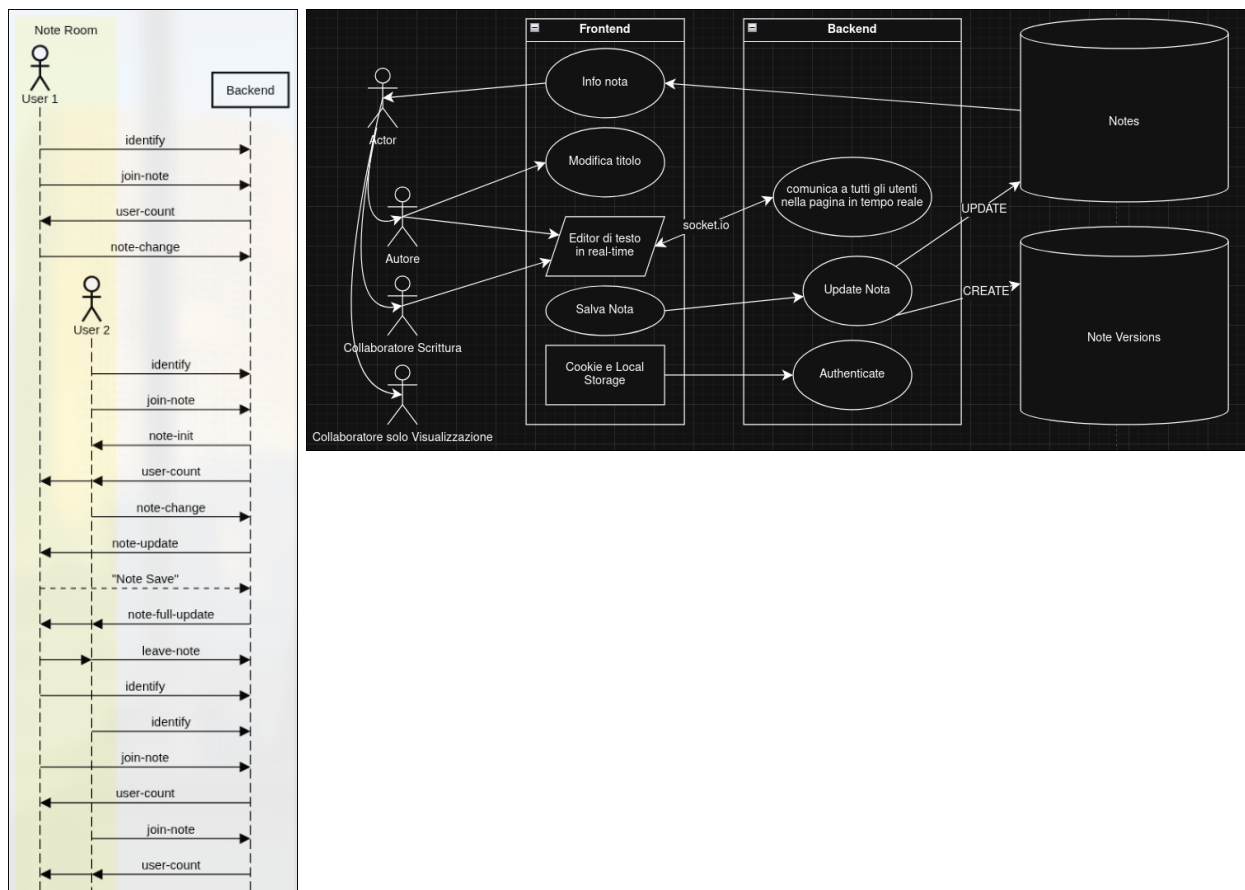 Note Room
User 1
Backend
identify
join-note
user-count
note-change
User 2
identify
join-note
note-init
user-count
note-change
note-update
"Note Save"
note-full-update
leave-note
identify
identify
join-note
user-count
join-note
user-count
Actor
Autore
Collaboratore Scrittura
Collaboratore solo Visualizzazione
Frontend
Info nota
Modifica titolo
Editor di testo
in real-time
Salva Nota
Cookie e Local
Storage
socket.io
Backend
comunica a tutti gli utenti
nella pagina in tempo reale
Update Nota
Authenticate
UPDATE
CREATE
Notes
Note Versions